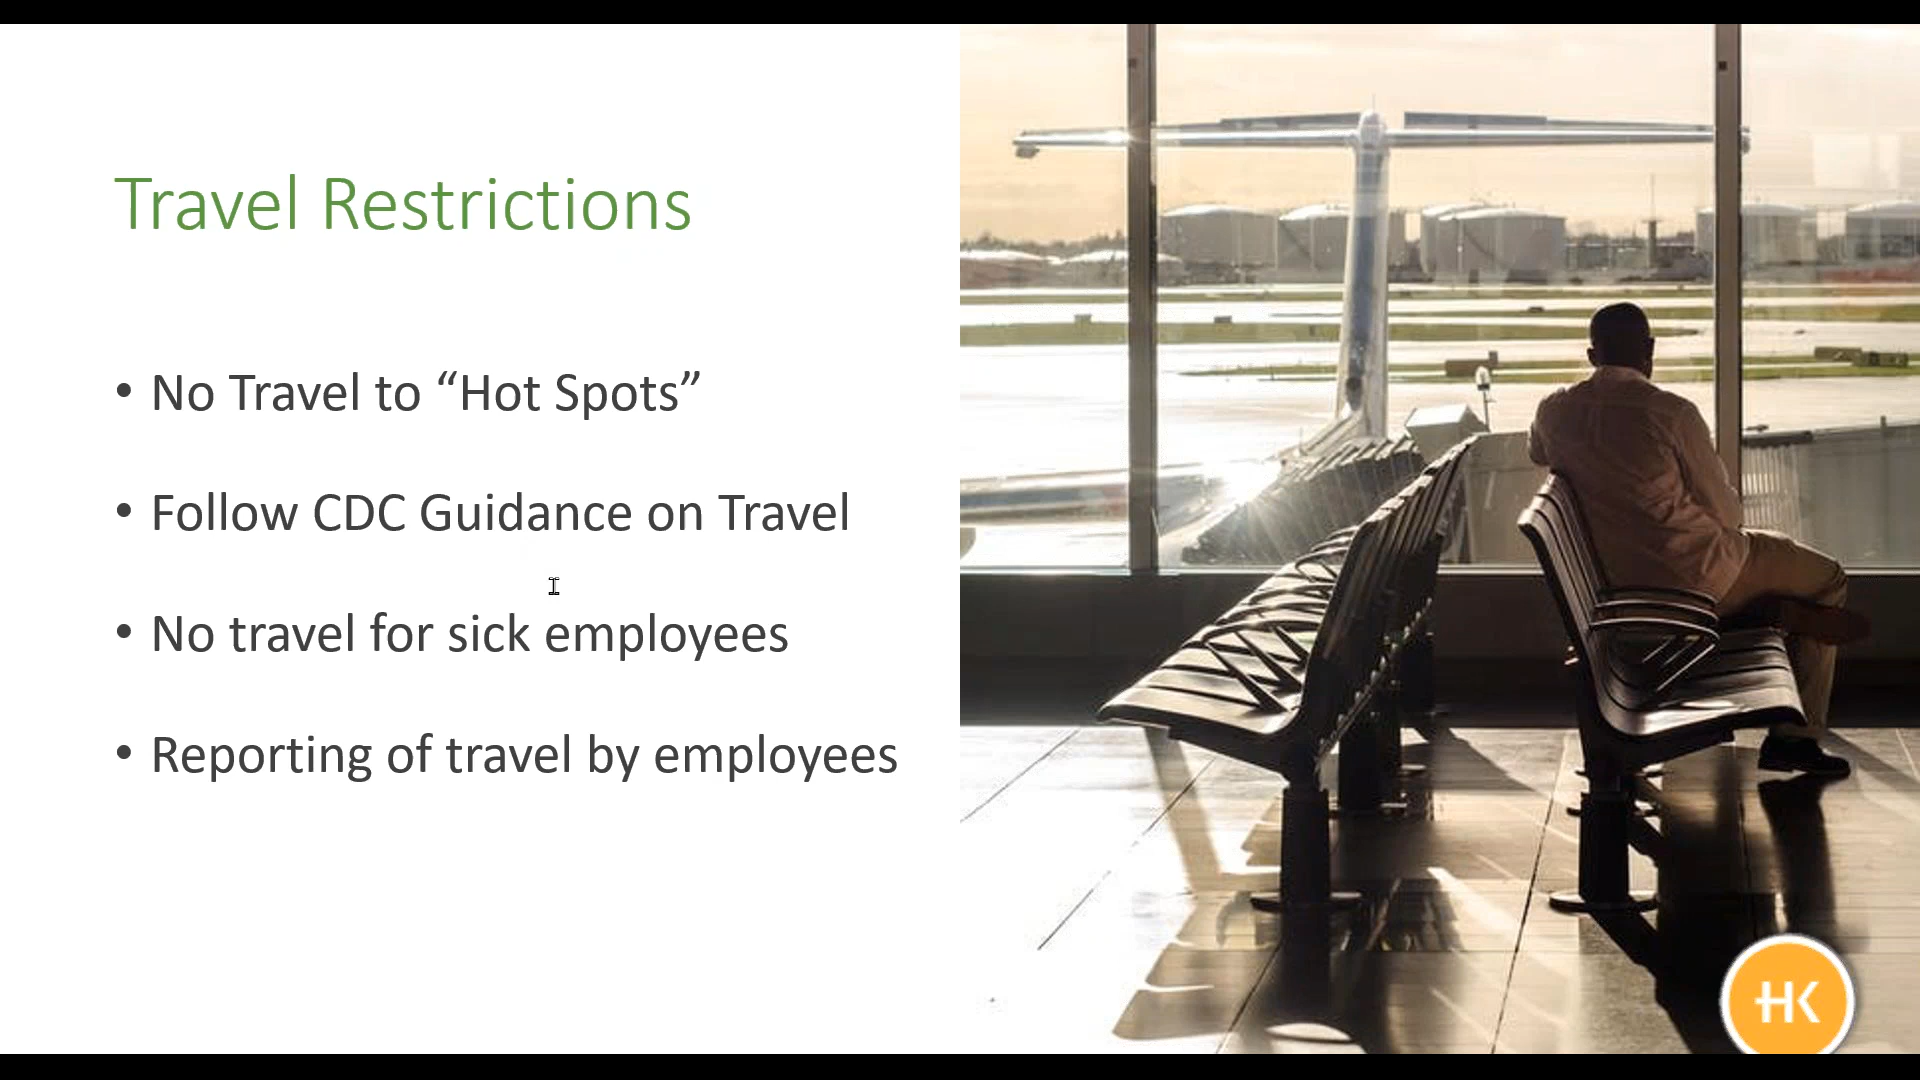 Travel Restrictions
• No Travel to “Hot Spots”
• Follow CDC Guidance on Travel
• No travel for sick employees
• Reporting of travel by employees
HK